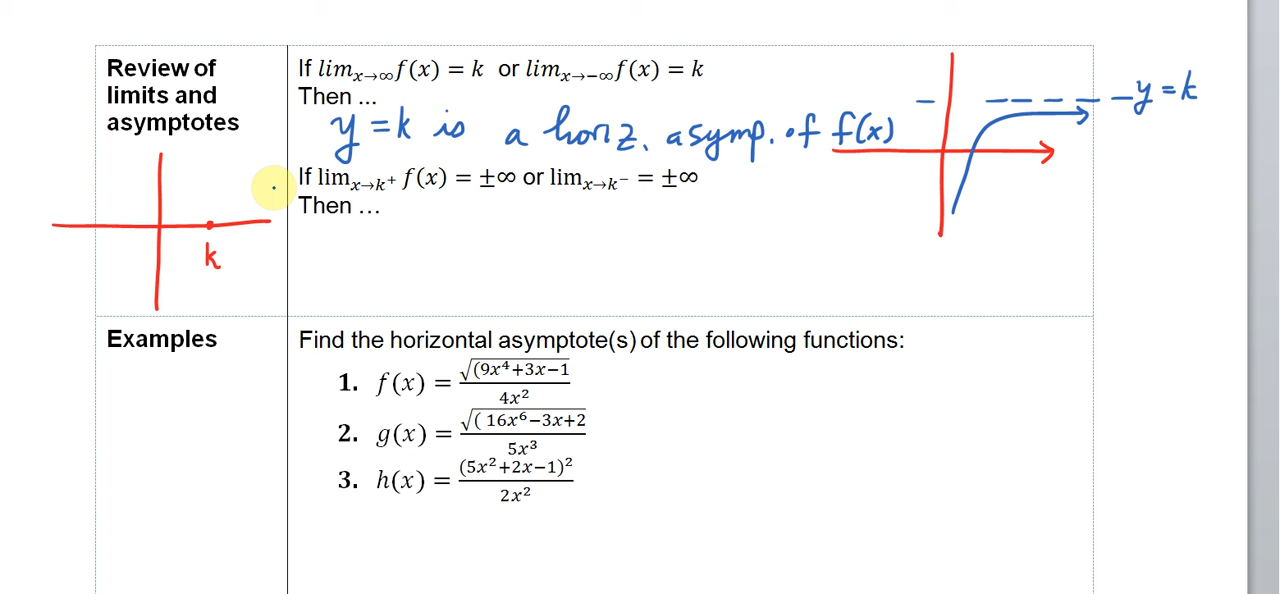 Review of
limits and
asymptotes
If lim_{x→∞} f(x) = k or lim_{x→−∞} f(x) = k
Then ...
y = k is a horiz. asymp. of f(x)
If lim_{x→k⁺} f(x) = ±∞ or lim_{x→k⁻} = ±∞
Then …
y = k
k
Examples
Find the horizontal asymptote(s) of the following functions:
1. f(x) = √(9x⁴+3x−1
4x²
2. g(x) = √( 16x⁶−3x+2
5x³
3. h(x) = (5x²+2x−1)²
2x²